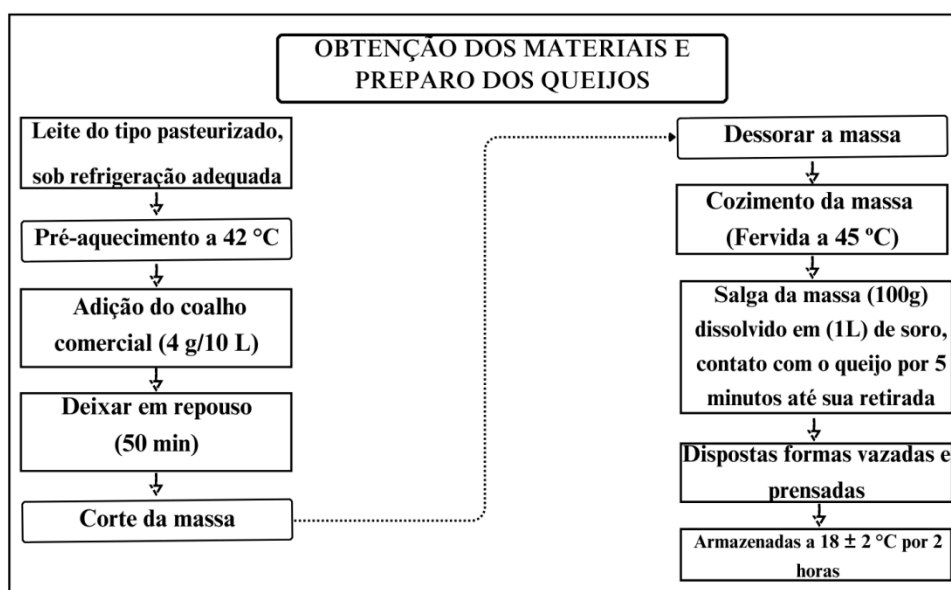 OBTENÇÃO DOS MATERIAIS E
PREPARO DOS QUEIJOS
Leite do tipo pasteurizado,
sob refrigeração adequada
Pré-aquecimento a 42 °C
Adição do coalho
comercial (4 g/10 L)
Deixar em repouso
(50 min)
Corte da massa
Dessorar a massa
Cozimento da massa
(Fervida a 45 ºC)
Salga da massa (100g)
dissolvido em (1L) de soro,
contato com o queijo por 5
minutos até sua retirada
Dispostas formas vazadas e
prensadas
Armazenadas a 18 ± 2 °C por 2
horas